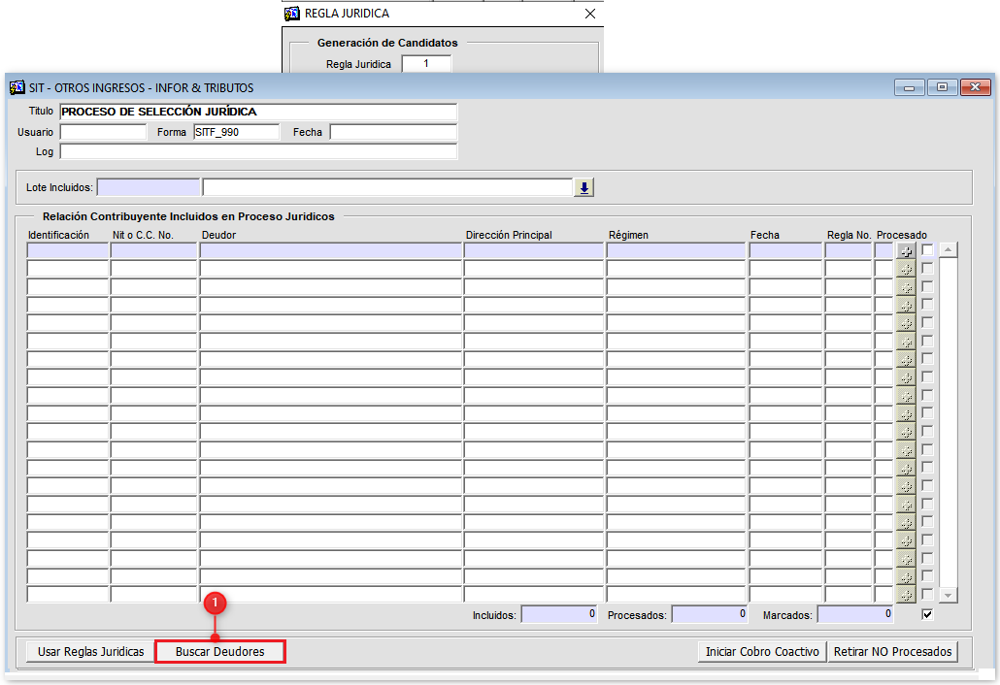 REGLA JURIDICA
Generación de Candidatos
Regla Juridica 1
SIT - OTROS INGRESOS - INFOR & TRIBUTOS
Titulo PROCESO DE SELECCIÓN JURÍDICA
Usuario Forma SITF_990 Fecha
Log
Lote Incluidos:
Relación Contribuyente Incluidos en Proceso Juridicos
Identificación Nit o C.C. No. Deudor Dirección Principal Régimen Fecha Regla No. Procesado
1
Incluidos: 0 Procesados: 0 Marcados: 0
Usar Reglas Juridicas Buscar Deudores Iniciar Cobro Coactivo Retirar NO Procesados